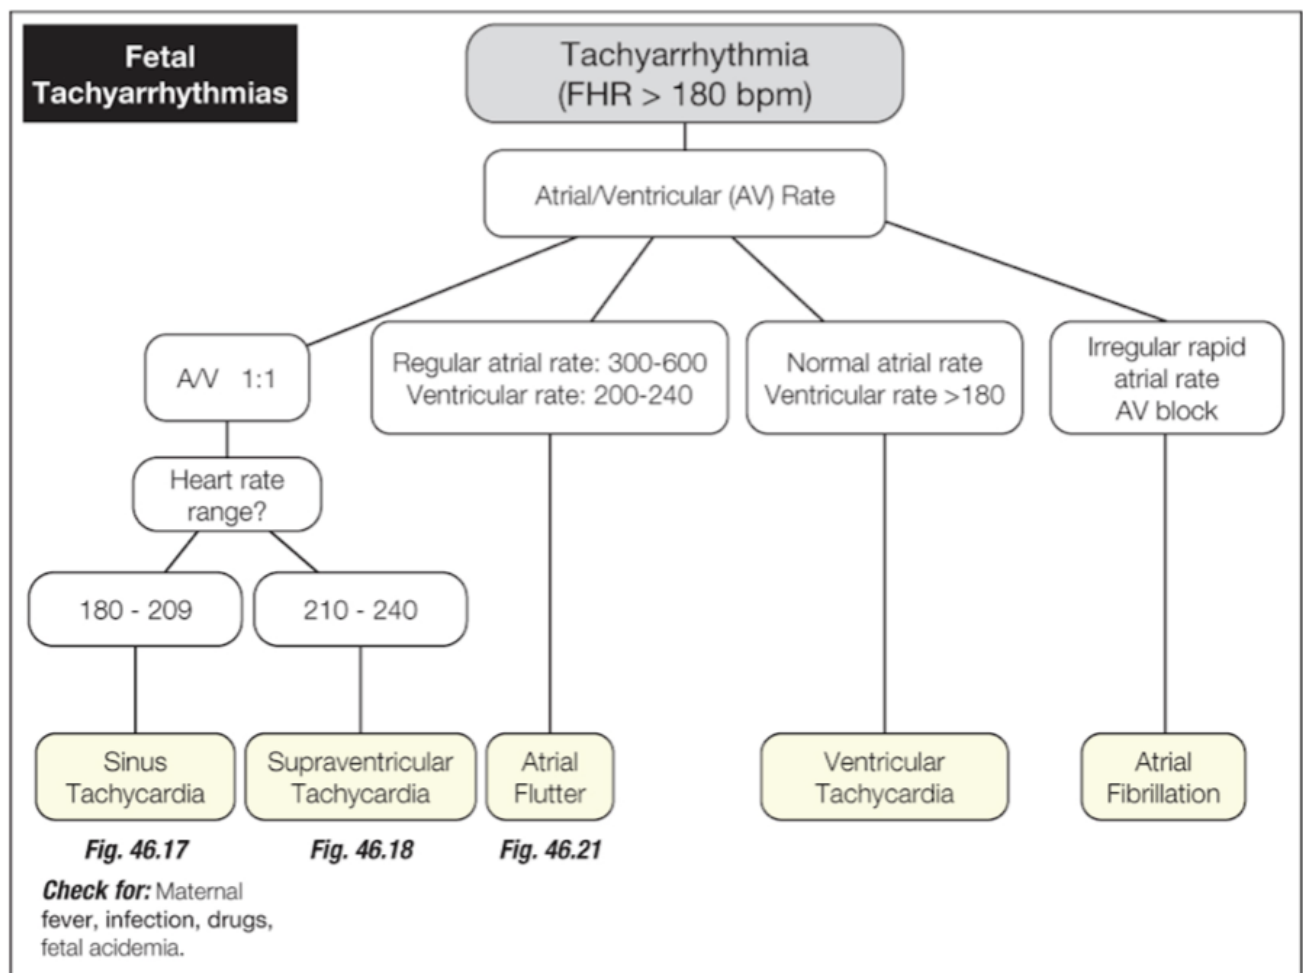 Fetal
Tachyarrhythmias
Tachyarrhythmia
(FHR > 180 bpm)
Atrial/Ventricular (AV) Rate
A/V 1:1
Regular atrial rate: 300-600
Ventricular rate: 200-240
Normal atrial rate
Ventricular rate >180
Irregular rapid
atrial rate
AV block
Heart rate
range?
180 - 209
210 - 240
Sinus
Tachycardia
Supraventricular
Tachycardia
Atrial
Flutter
Ventricular
Tachycardia
Atrial
Fibrillation
Fig. 46.17
Fig. 46.18
Fig. 46.21
Check for: Maternal
fever, infection, drugs,
fetal acidemia.